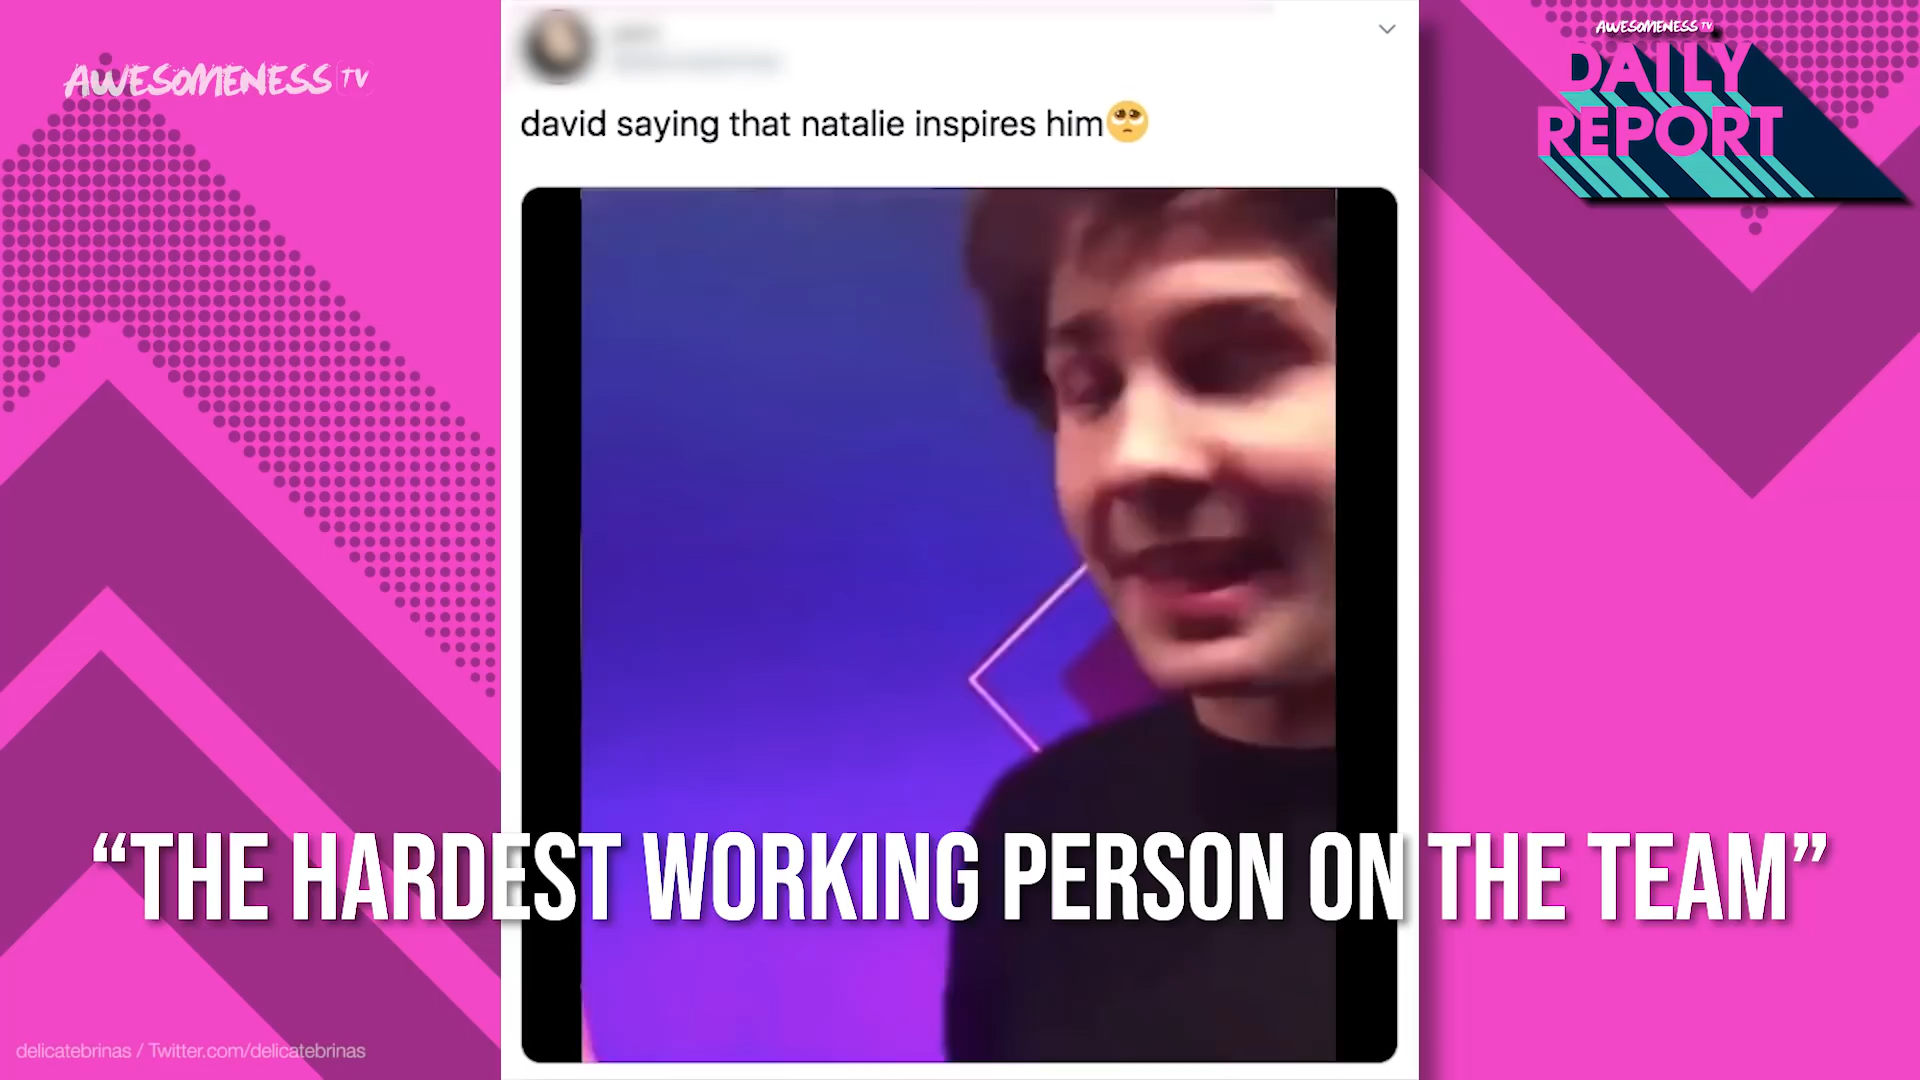 AWESOMENESS TV
AWESOMENESS TV
DAILY
REPORT
david saying that natalie inspires him🥺
“THE HARDEST WORKING PERSON ON THE TEAM”
delicatebrinas / Twitter.com/delicatebrinas